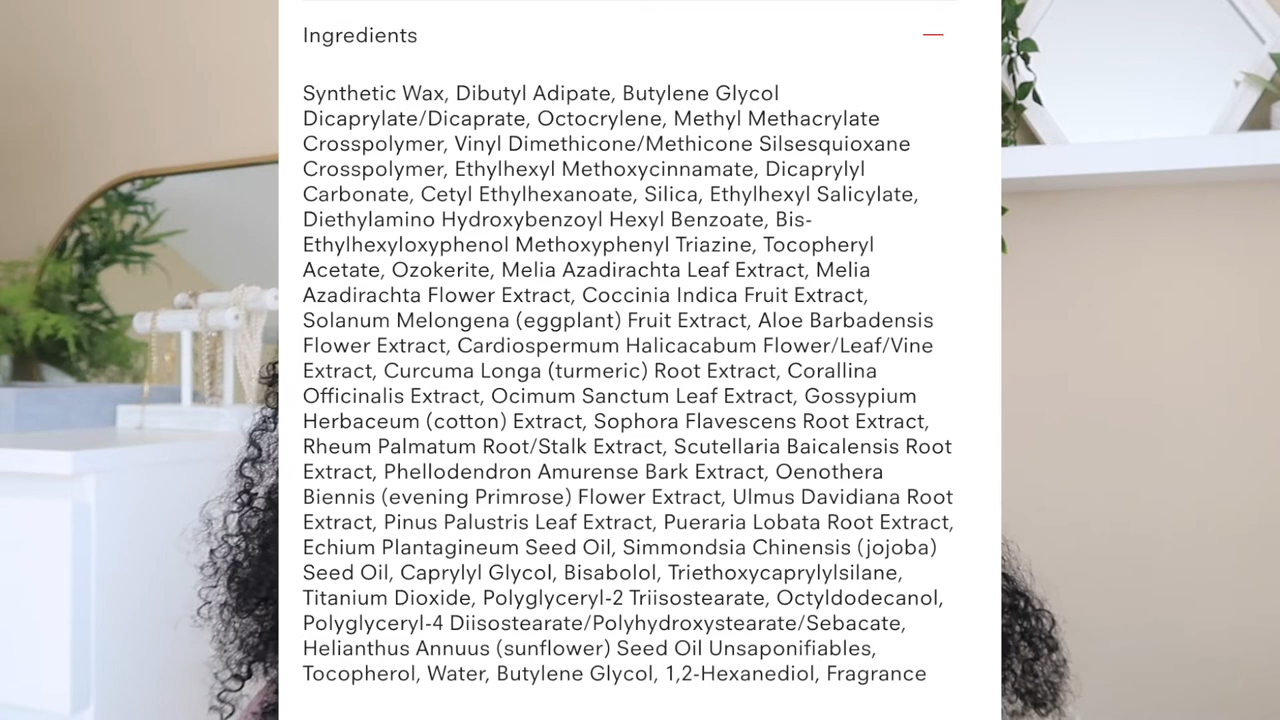 Ingredients
Synthetic Wax, Dibutyl Adipate, Butylene Glycol
Dicaprylate/Dicaprate, Octocrylene, Methyl Methacrylate
Crosspolymer, Vinyl Dimethicone/Methicone Silsesquioxane
Crosspolymer, Ethylhexyl Methoxycinnamate, Dicaprylyl
Carbonate, Cetyl Ethylhexanoate, Silica, Ethylhexyl Salicylate,
Diethylamino Hydroxybenzoyl Hexyl Benzoate, Bis-
Ethylhexyloxyphenol Methoxyphenyl Triazine, Tocopheryl
Acetate, Ozokerite, Melia Azadirachta Leaf Extract, Melia
Azadirachta Flower Extract, Coccinia Indica Fruit Extract,
Solanum Melongena (eggplant) Fruit Extract, Aloe Barbadensis
Flower Extract, Cardiospermum Halicacabum Flower/Leaf/Vine
Extract, Curcuma Longa (turmeric) Root Extract, Corallina
Officinalis Extract, Ocimum Sanctum Leaf Extract, Gossypium
Herbaceum (cotton) Extract, Sophora Flavescens Root Extract,
Rheum Palmatum Root/Stalk Extract, Scutellaria Baicalensis Root
Extract, Phellodendron Amurense Bark Extract, Oenothera
Biennis (evening Primrose) Flower Extract, Ulmus Davidiana Root
Extract, Pinus Palustris Leaf Extract, Pueraria Lobata Root Extract,
Echium Plantagineum Seed Oil, Simmondsia Chinensis (jojoba)
Seed Oil, Caprylyl Glycol, Bisabolol, Triethoxycaprylylsilane,
Titanium Dioxide, Polyglyceryl-2 Triisostearate, Octyldodecanol,
Polyglyceryl-4 Diisostearate/Polyhydroxystearate/Sebacate,
Helianthus Annuus (sunflower) Seed Oil Unsaponifiables,
Tocopherol, Water, Butylene Glycol, 1,2-Hexanediol, Fragrance